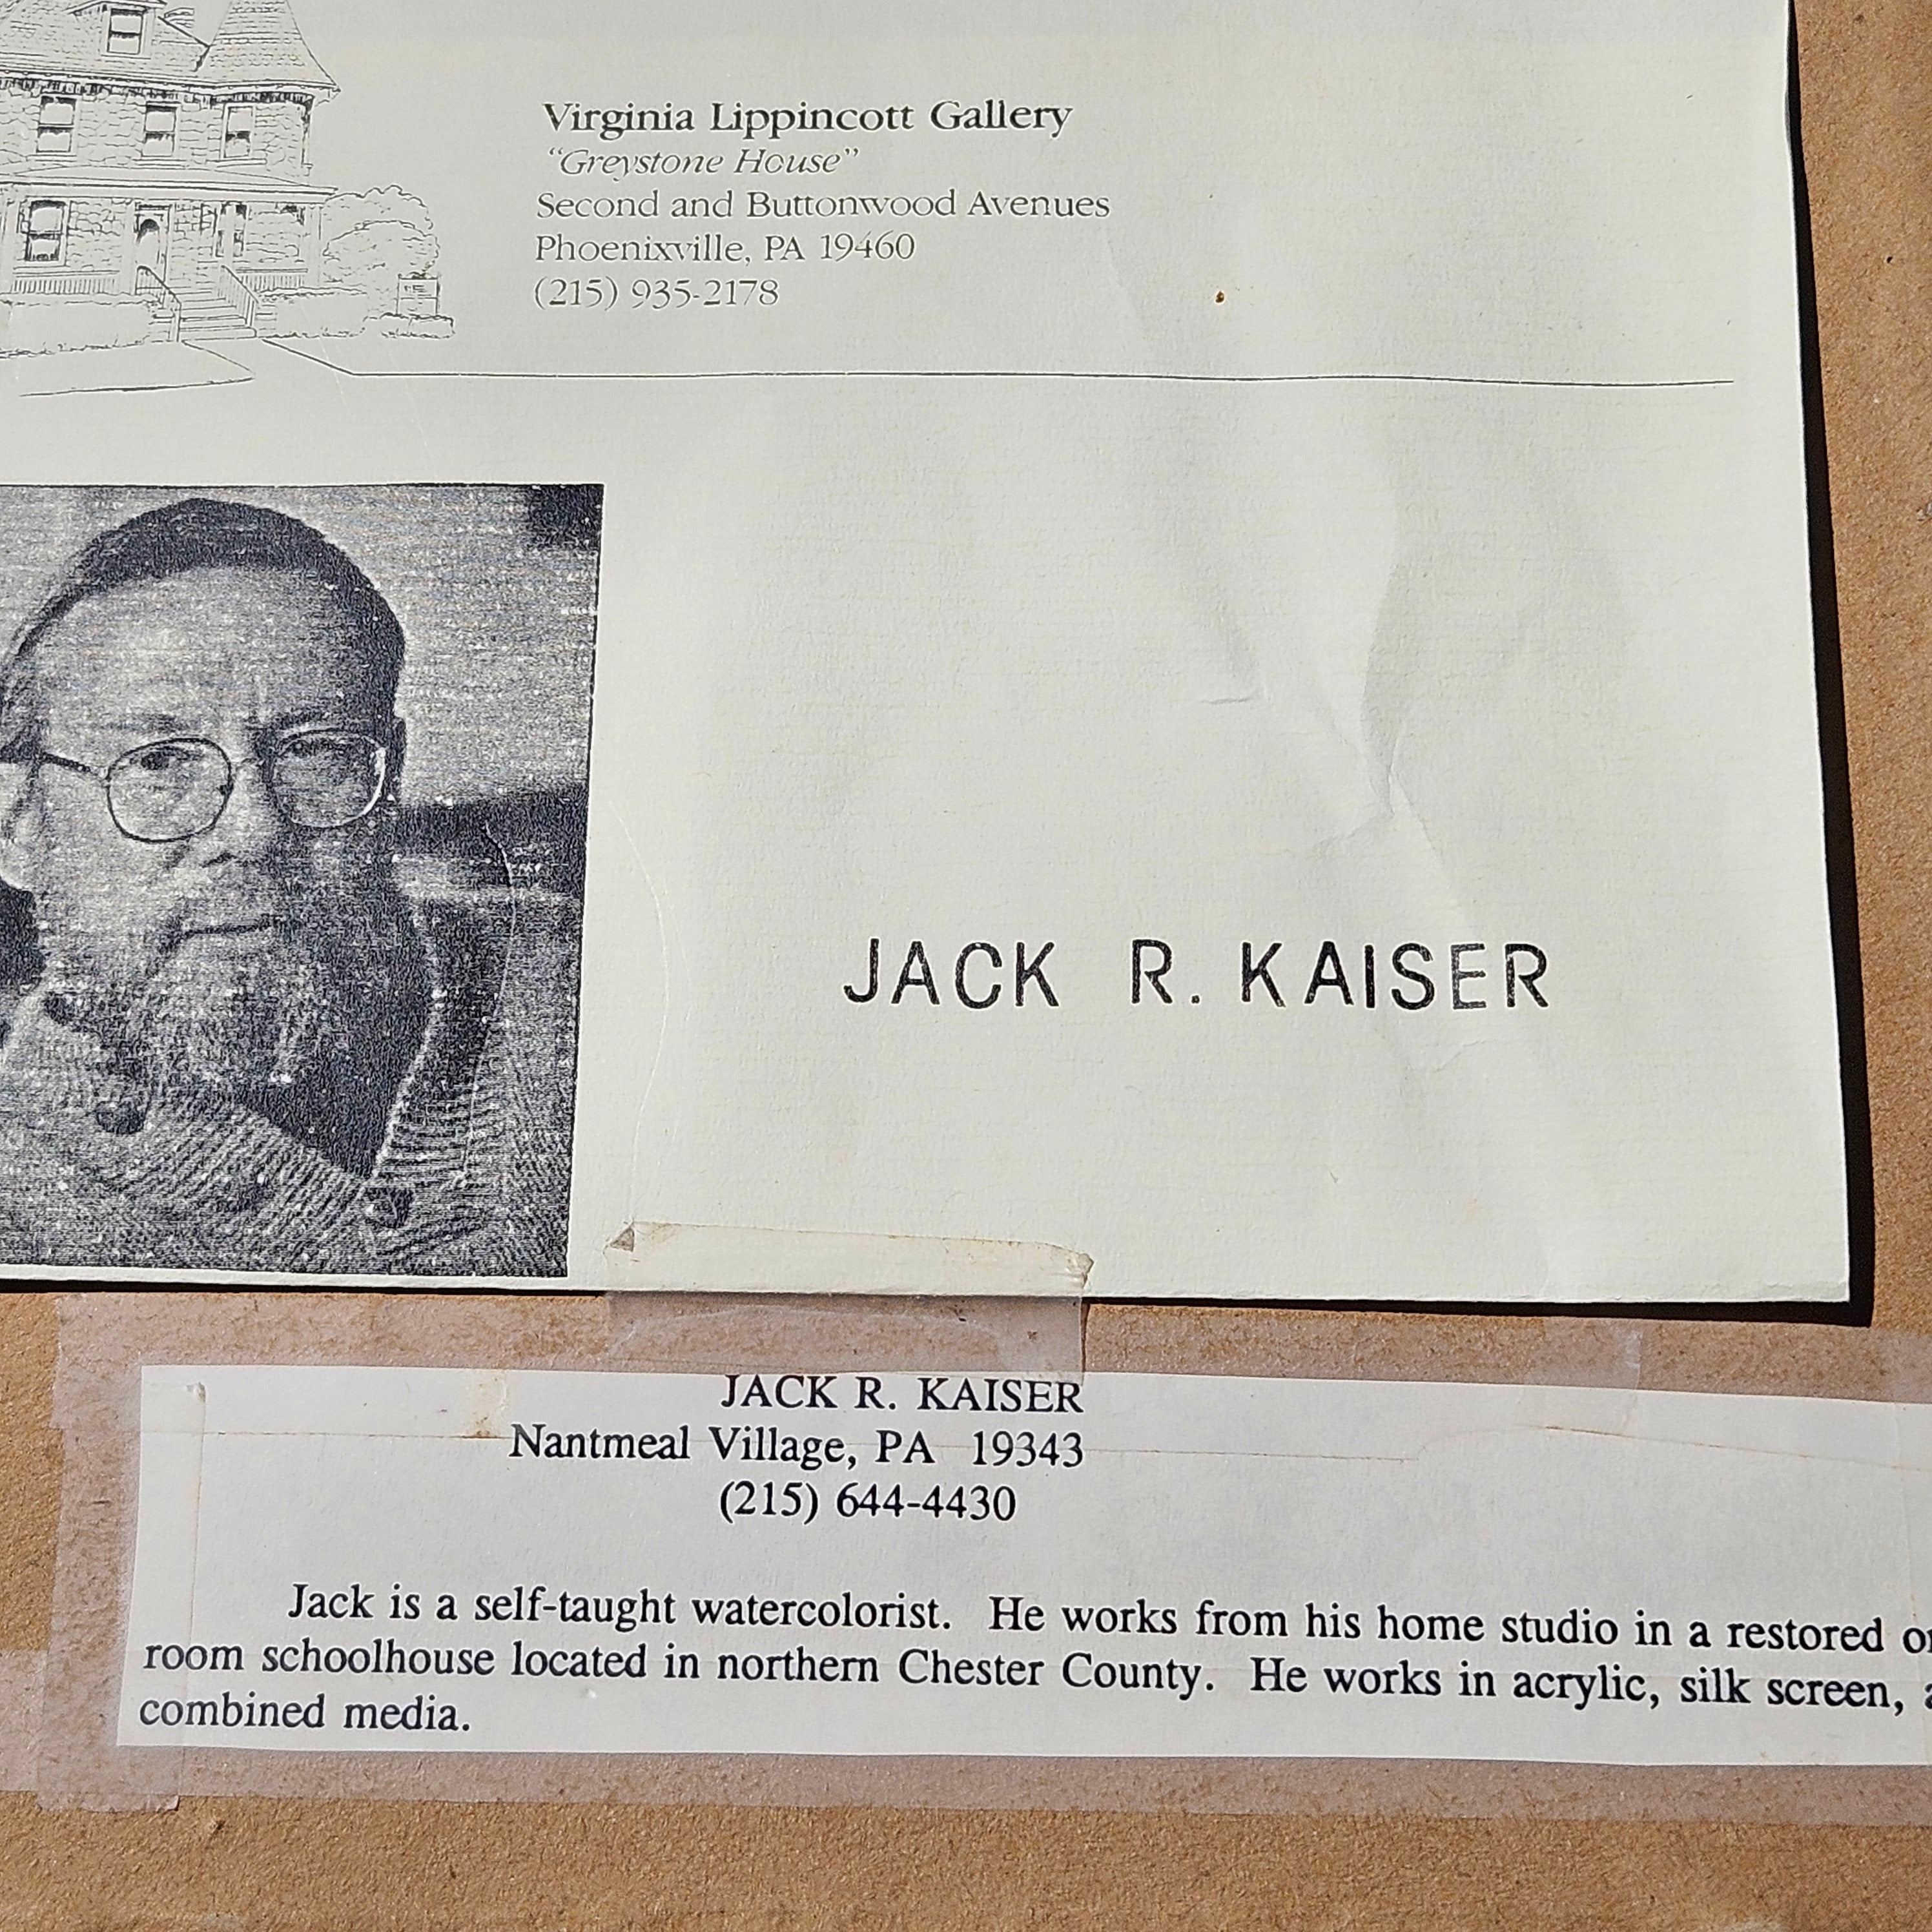 Virginia Lippincott Gallery
"Greystone House"
Second and Buttonwood Avenues
Phoenixville, PA 19460
(215) 935-2178
JACK R. KAISER
JACK R. KAISER
Nantmeal Village, PA 19343
(215) 644-4430
Jack is a self-taught watercolorist. He works from his home studio in a restored
room schoolhouse located in northern Chester County. He works in acrylic, silk screen,
combined media.